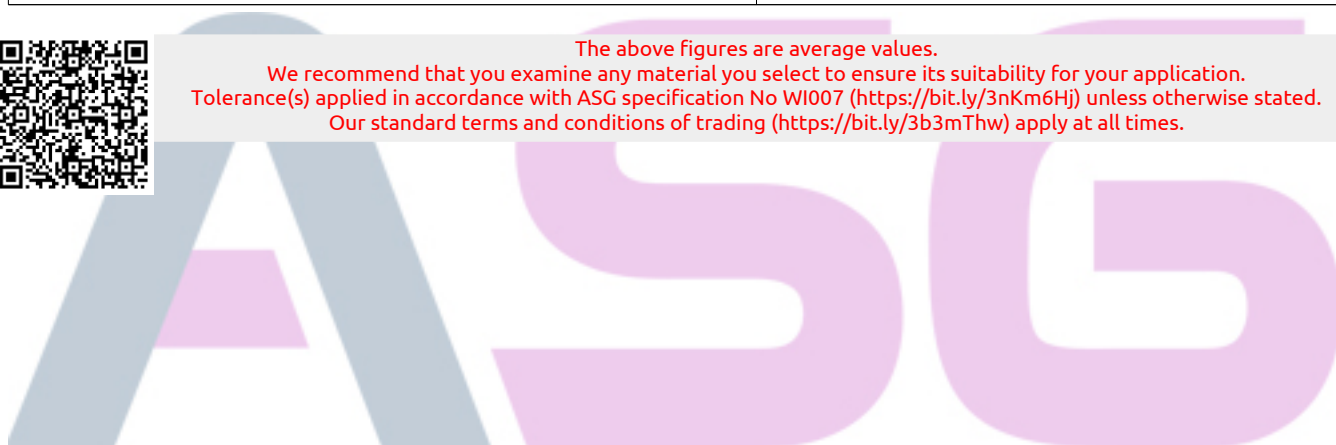 The above figures are average values.
We recommend that you examine any material you select to ensure its suitability for your application.
Tolerance(s) applied in accordance with ASG specification No WI007 (https://bit.ly/3nKm6Hj) unless otherwise stated.
Our standard terms and conditions of trading (https://bit.ly/3b3mThw) apply at all times.
ASG